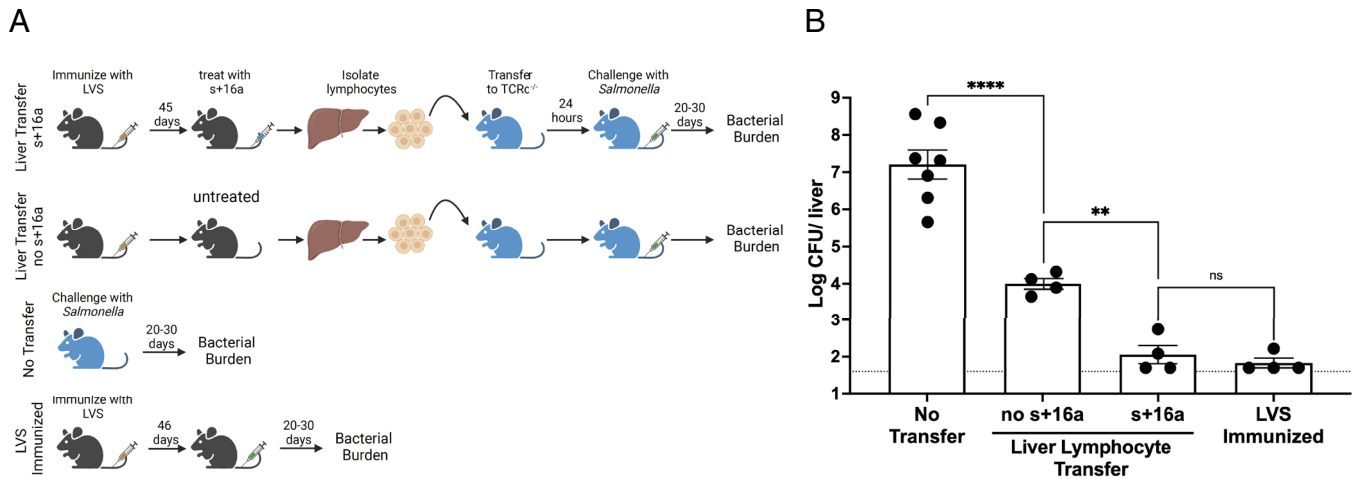 A
Liver Transfer
s+16a
Immunize with
LVS
45
days
treat with
s+16a
Isolate
lymphocytes
Transfer
to TCRα-/-
24
hours
Challenge with
Salmonella
20-30
days
Bacterial
Burden
Liver Transfer
no s+16a
untreated
Bacterial
Burden
No Transfer
Challenge with
Salmonella
20-30
days
Bacterial
Burden
LVS
Immunized
Immunize with
LVS
46
days
20-30
days
Bacterial
Burden
B
Log CFU/ liver
9
8
7
6
5
4
3
2
1
****
**
ns
No
Transfer
no s+16a
s+16a
LVS
Immunized
Liver Lymphocyte
Transfer